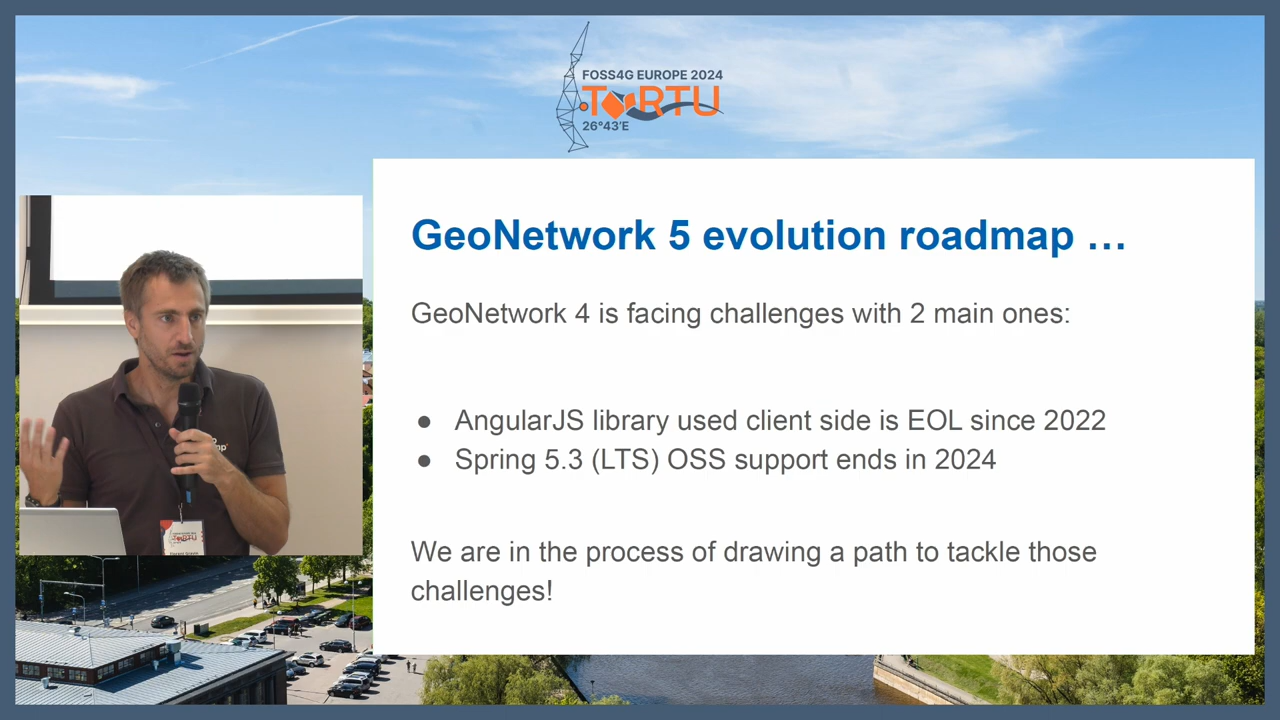 FOSS4G EUROPE 2024
TARTU
26°43'E
GeoNetwork 5 evolution roadmap …
GeoNetwork 4 is facing challenges with 2 main ones:
● AngularJS library used client side is EOL since 2022
● Spring 5.3 (LTS) OSS support ends in 2024
We are in the process of drawing a path to tackle those
challenges!